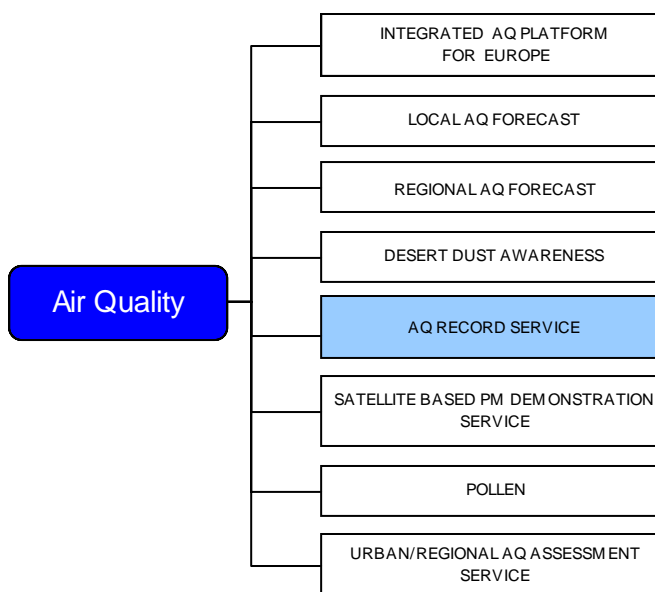 INTEGRATED AQ PLATFORM
FOR EUROPE
LOCAL AQ FORECAST
REGIONAL AQ FORECAST
DESERT DUST AWARENESS
Air Quality
AQ RECORD SERVICE
SATELLITE BASED PM DEMONSTRATION
SERVICE
POLLEN
URBAN/REGIONAL AQ ASSESSMENT
SERVICE